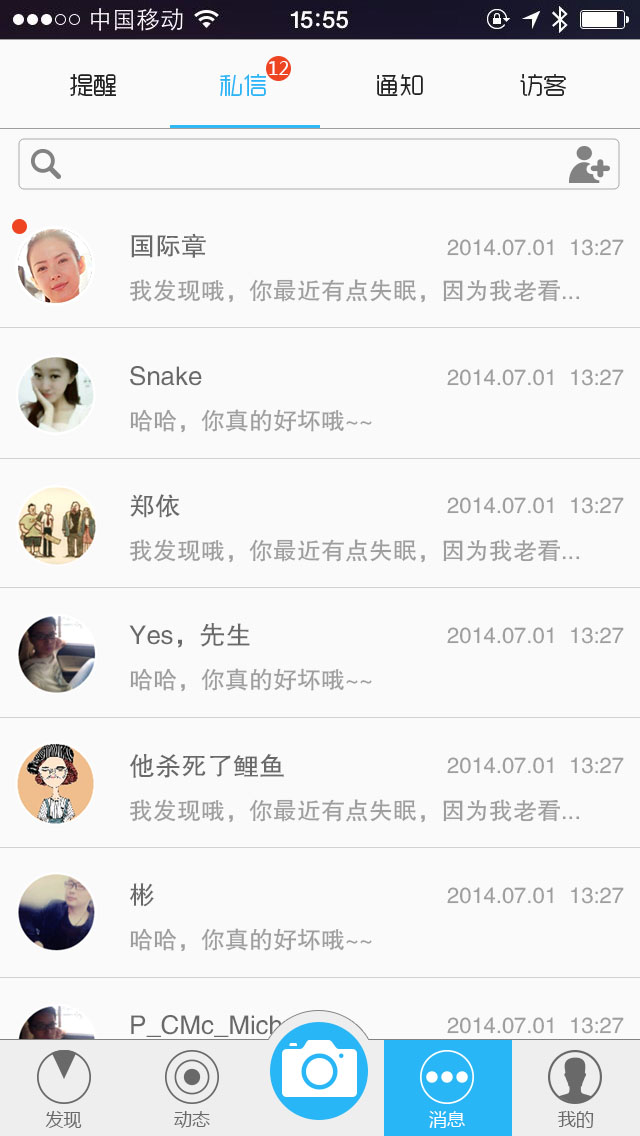 中国移动 15:55
提醒 私信 12 通知 访客
国际章 2014.07.01 13:27
我发现哦，你最近有点失眠，因为我老看...
Snake 2014.07.01 13:27
哈哈，你真的好坏哦~~
郑依 2014.07.01 13:27
我发现哦，你最近有点失眠，因为我老看...
Yes，先生 2014.07.01 13:27
哈哈，你真的好坏哦~~
他杀死了鲤鱼 2014.07.01 13:27
我发现哦，你最近有点失眠，因为我老看...
彬 2014.07.01 13:27
哈哈，你真的好坏哦~~
P_CMc_Mich 2014.07.01 13:27
发现 动态 消息 我的